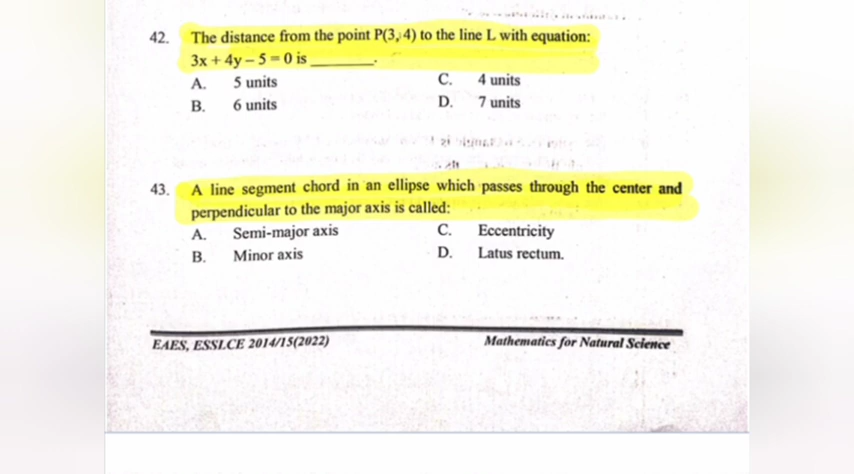 42. The distance from the point P(3, 4) to the line L with equation:
3x + 4y – 5 = 0 is ________.
A. 5 units C. 4 units
B. 6 units D. 7 units
43. A line segment chord in an ellipse which passes through the center and
perpendicular to the major axis is called:
A. Semi-major axis C. Eccentricity
B. Minor axis D. Latus rectum.
EAES, ESSLCE 2014/15(2022) Mathematics for Natural Science